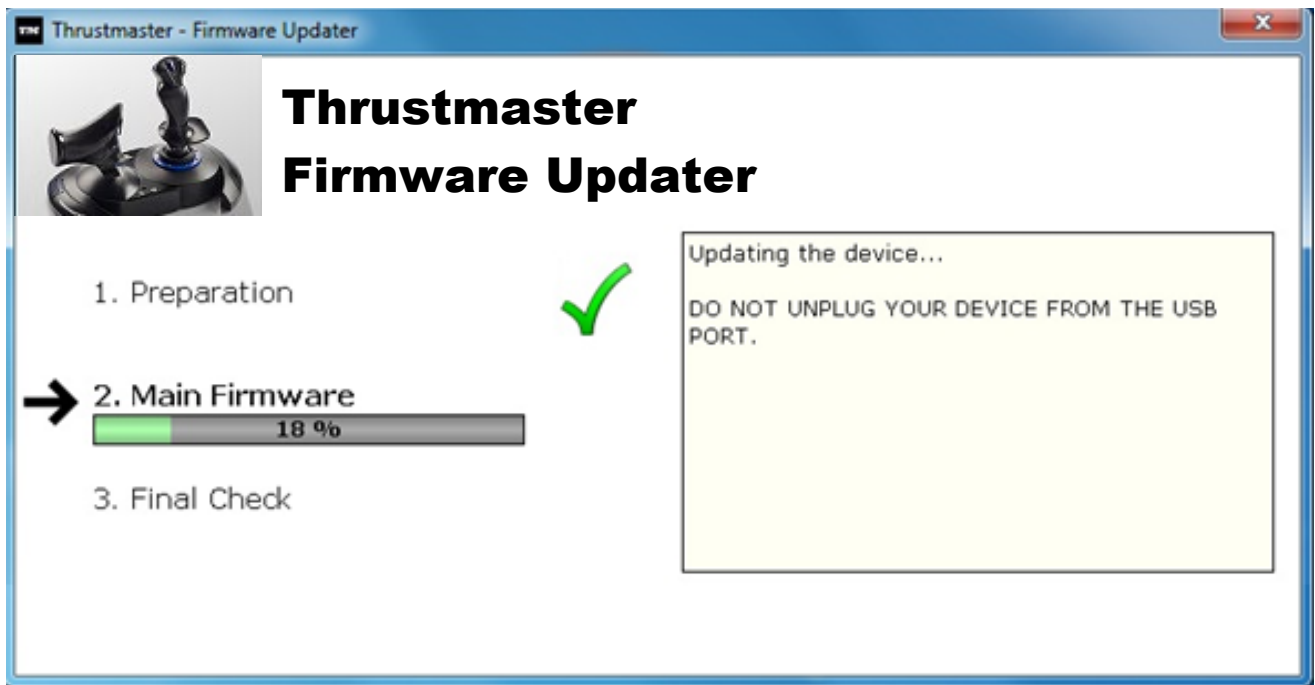 Thrustmaster - Firmware Updater
Thrustmaster
Firmware Updater
1. Preparation
2. Main Firmware
18 %
3. Final Check
Updating the device...
DO NOT UNPLUG YOUR DEVICE FROM THE USB
PORT.